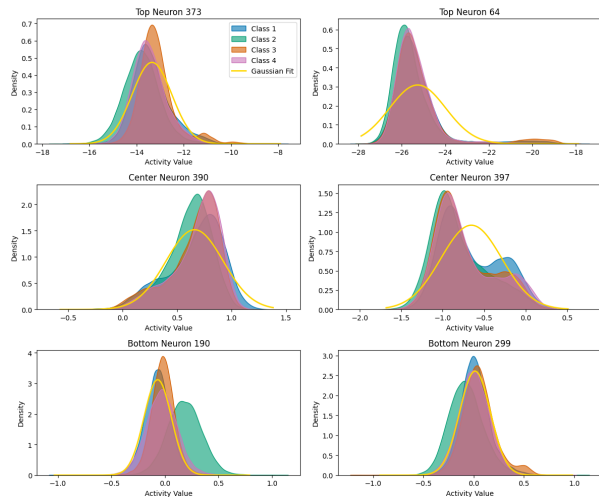 Top Neuron 373
Density
0.7
0.6
0.5
0.4
0.3
0.2
0.1
0.0
−18 −16 −14 −12 −10 −8
Activity Value
Class 1
Class 2
Class 3
Class 4
Gaussian Fit
Top Neuron 64
Density
0.6
0.5
0.4
0.3
0.2
0.1
0.0
−28 −26 −24 −22 −20 −18
Activity Value
Center Neuron 390
Density
2.0
1.5
1.0
0.5
0.0
−0.5 0.0 0.5 1.0 1.5
Activity Value
Center Neuron 397
Density
1.50
1.25
1.00
0.75
0.50
0.25
0.00
−2.0 −1.5 −1.0 −0.5 0.0 0.5
Activity Value
Bottom Neuron 190
Density
4
3
2
1
0
−1.0 −0.5 0.0 0.5 1.0
Activity Value
Bottom Neuron 299
Density
3.0
2.5
2.0
1.5
1.0
0.5
0.0
−1.0 −0.5 0.0 0.5 1.0
Activity Value